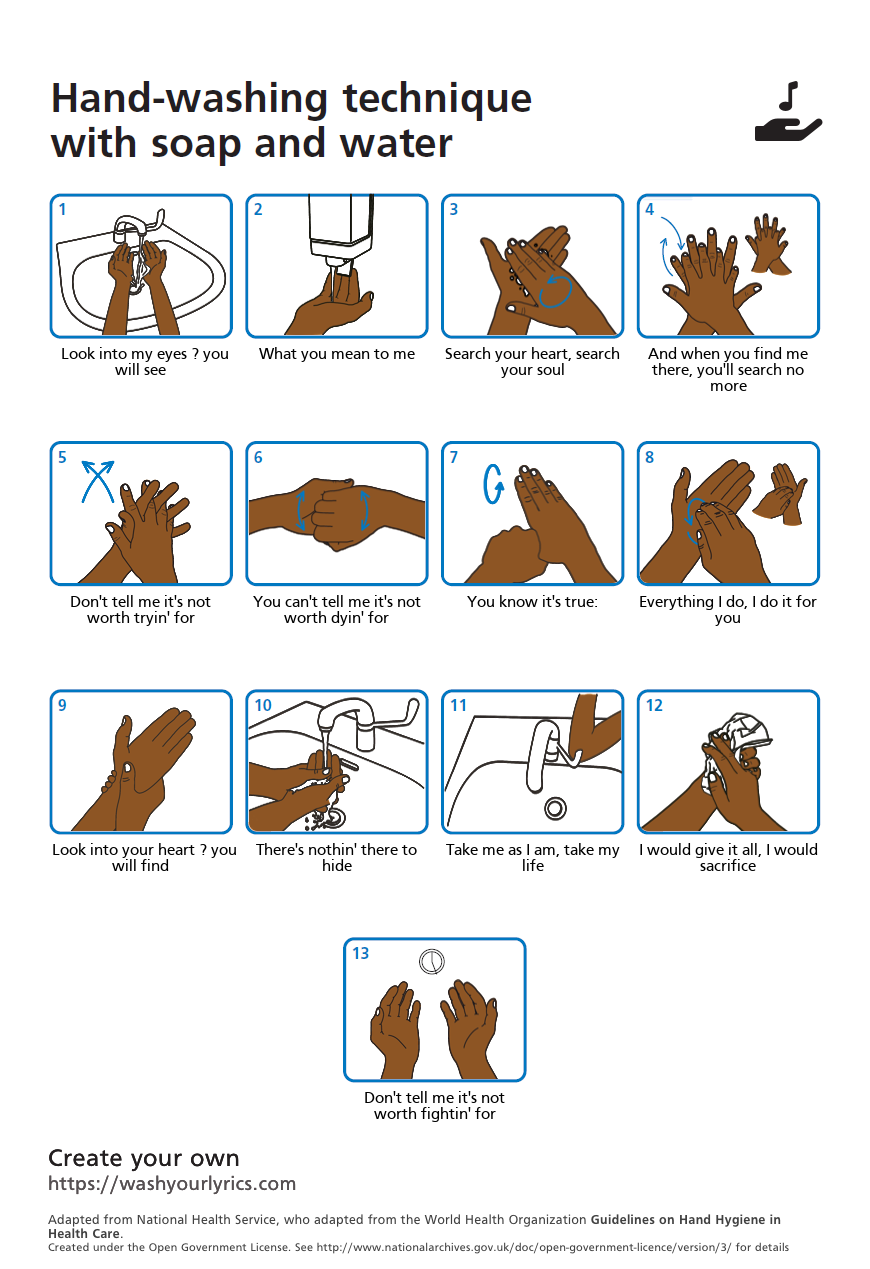 Hand-washing technique
with soap and water
1
Look into my eyes ? you
will see
2
What you mean to me
3
Search your heart, search
your soul
4
And when you find me
there, you'll search no
more
5
Don't tell me it's not
worth tryin' for
6
You can't tell me it's not
worth dyin' for
7
You know it's true:
8
Everything I do, I do it for
you
9
Look into your heart ? you
will find
10
There's nothin' there to
hide
11
Take me as I am, take my
life
12
I would give it all, I would
sacrifice
13
Don't tell me it's not
worth fightin' for
Create your own
https://washyourlyrics.com
Adapted from National Health Service, who adapted from the World Health Organization Guidelines on Hand Hygiene in
Health Care.
Created under the Open Government License. See http://www.nationalarchives.gov.uk/doc/open-government-licence/version/3/ for details